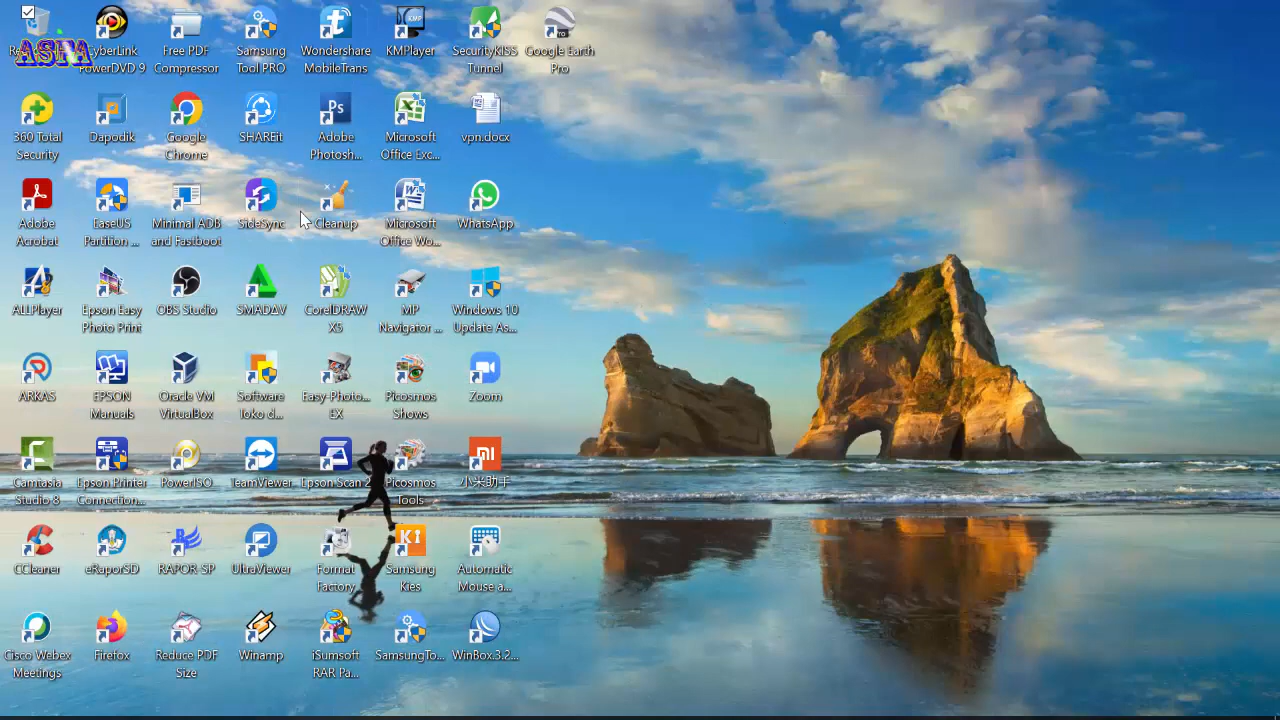 ASPA
CyberLink
PowerDVD 9
Free PDF
Compressor
Samsung
Tool PRO
Wondershare
MobileTrans
KMP
KMPlayer
SecurityKISS
Tunnel
Pro
Google Earth
Pro
360 Total
Security
Dapodik
Google
Chrome
SHAREit
Ps
Adobe
Photosh...
Microsoft
Office Exc...
vpn.docx
Adobe
Acrobat
EaseUS
Partition ...
Minimal ADB
and Fastboot
SideSync
Cleanup
Microsoft
Office Wo...
WhatsApp
ALLPlayer
Epson Easy
Photo Print
OBS Studio
SMADAV
CorelDRAW
X5
MP
Navigator ...
Windows 10
Update As...
ARKAS
EPSON
Manuals
Oracle VM
VirtualBox
Software
Toko d...
Easy-Photo...
EX
Picosmos
Shows
Zoom
Camtasia
Studio 8
Epson Printer
Connection...
PowerISO
TeamViewer
Epson Scan 2
Picosmos
Tools
小米助手
CCleaner
eRaporSD
RAPOR-SP
UltraViewer
Format
Factory
Samsung
Kies
Automatic
Mouse a...
Cisco Webex
Meetings
Firefox
Reduce PDF
Size
Winamp
iSumsoft
RAR Pa...
SamsungTo...
WinBox.3.2...